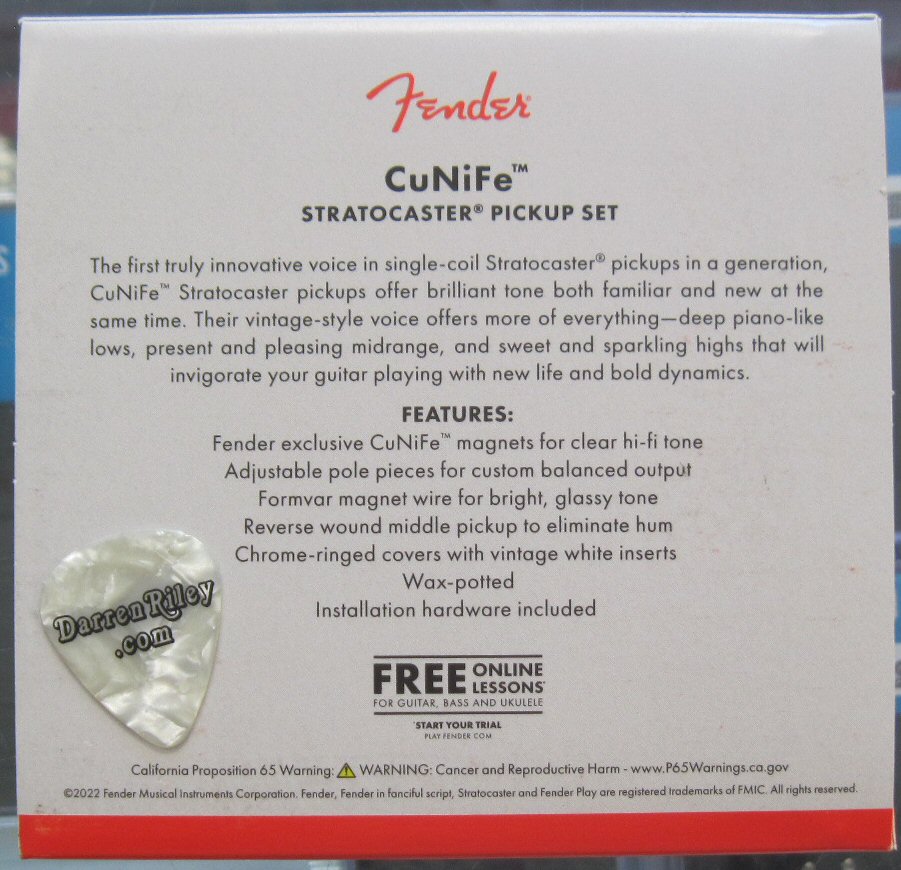 Fender®
CuNiFe™
STRATOCASTER® PICKUP SET
The first truly innovative voice in single-coil Stratocaster® pickups in a generation,
CuNiFe™ Stratocaster pickups offer brilliant tone both familiar and new at the
same time. Their vintage-style voice offers more of everything—deep piano-like
lows, present and pleasing midrange, and sweet and sparkling highs that will
invigorate your guitar playing with new life and bold dynamics.
FEATURES:
Fender exclusive CuNiFe™ magnets for clear hi-fi tone
Adjustable pole pieces for custom balanced output
Formvar magnet wire for bright, glassy tone
Reverse wound middle pickup to eliminate hum
Chrome-ringed covers with vintage white inserts
Wax-potted
Installation hardware included
DarrenRiley
.com
FREE ONLINE
LESSONS*
FOR GUITAR, BASS AND UKULELE
*START YOUR TRIAL
PLAY.FENDER.COM
California Proposition 65 Warning: ⚠ WARNING: Cancer and Reproductive Harm - www.P65Warnings.ca.gov
©2022 Fender Musical Instruments Corporation. Fender, Fender in fanciful script, Stratocaster and Fender Play are registered trademarks of FMIC. All rights reserved.